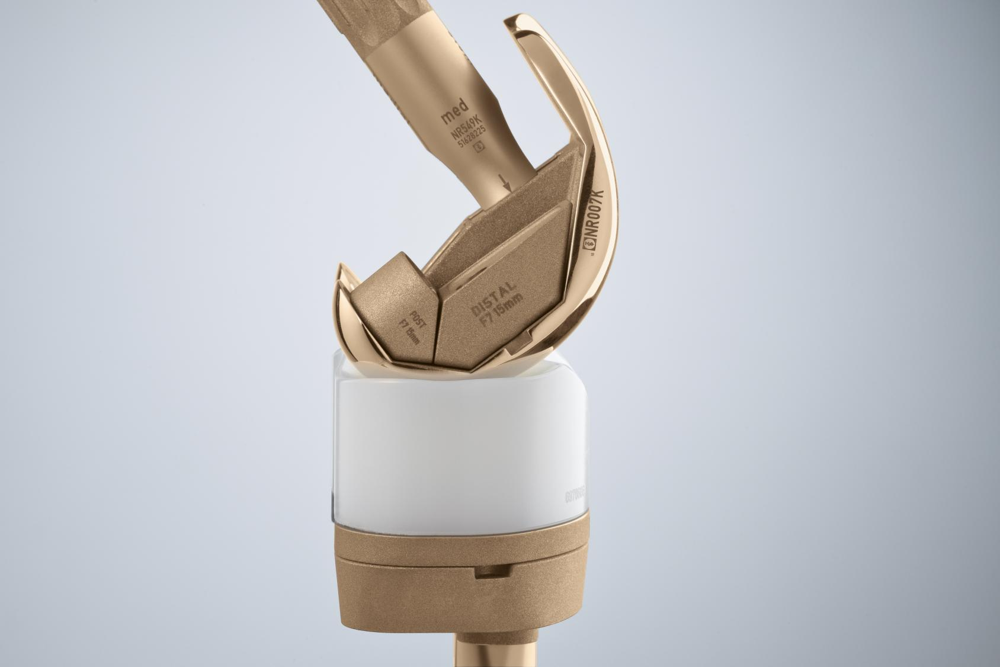 med
NR549K
51628225
NR007K
DISTAL
F7 15mm
POST
F7 15mm